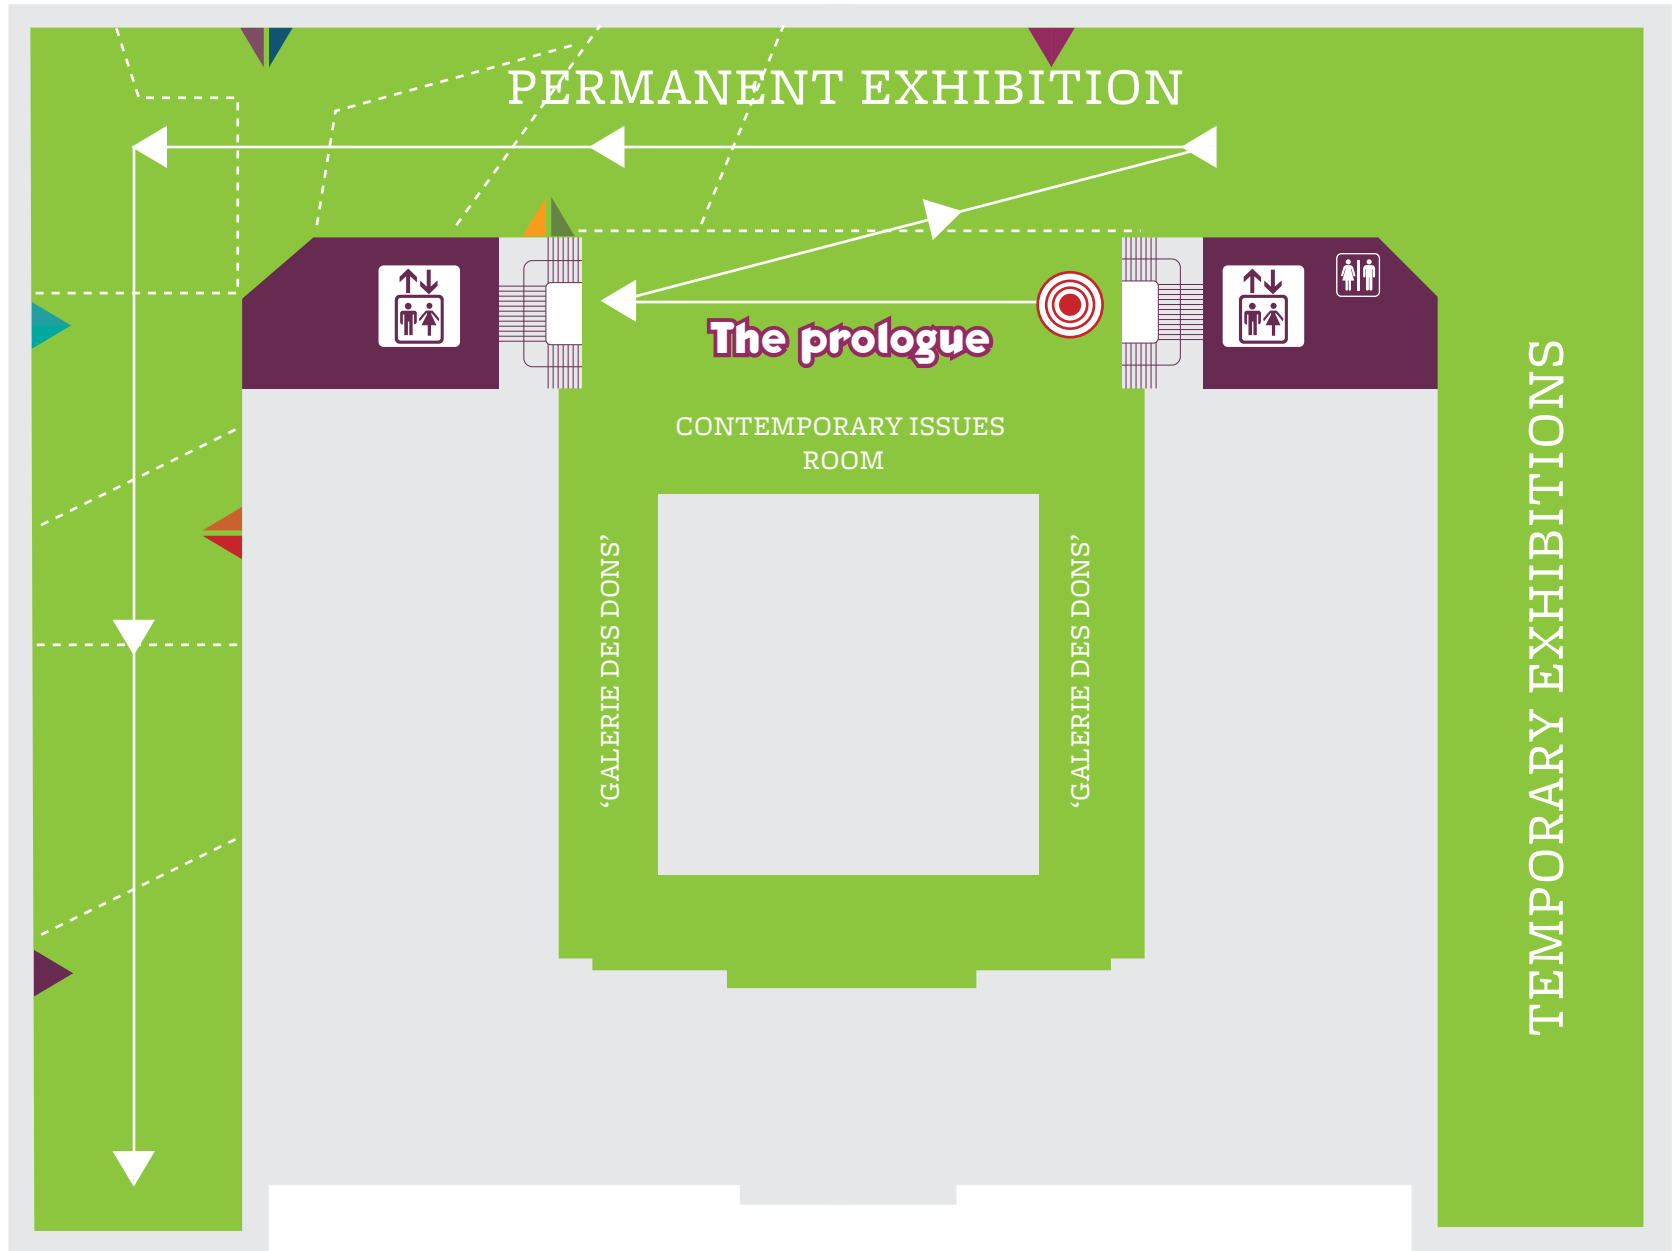 PERMANENT EXHIBITION
The prologue
CONTEMPORARY ISSUES
ROOM
‘GALERIE DES DONS’
‘GALERIE DES DONS’
TEMPORARY EXHIBITIONS